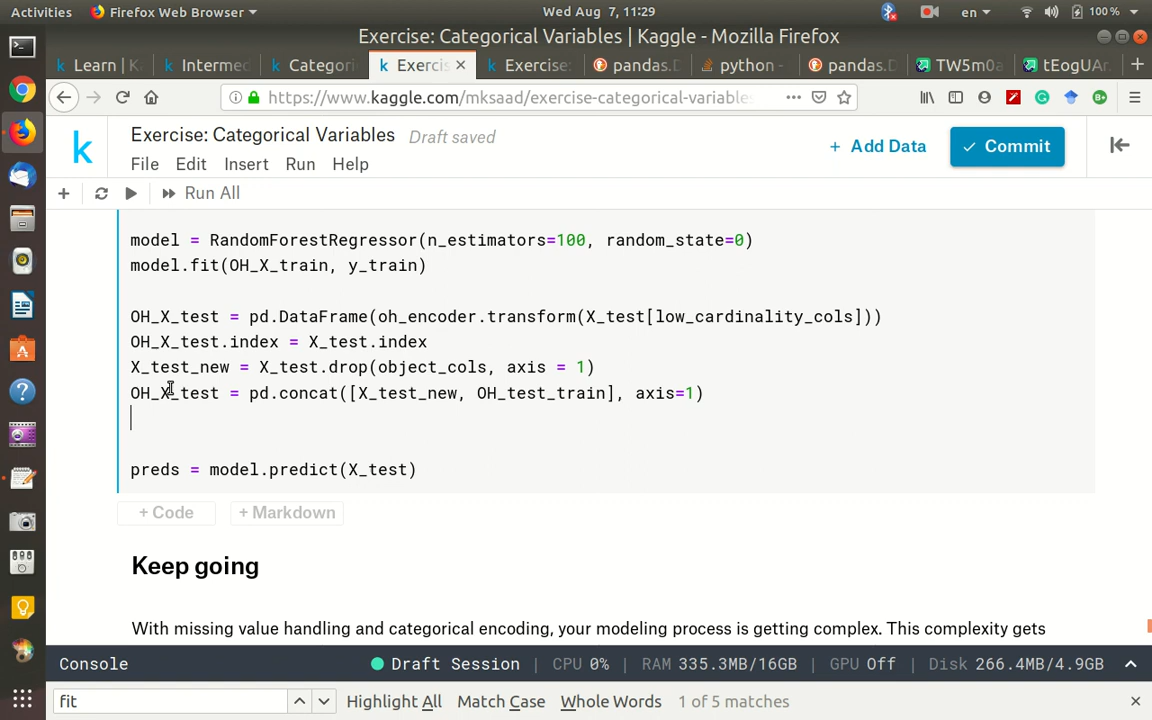 Activities Firefox Web Browser Wed Aug 7, 11:29 en 100 %
Exercise: Categorical Variables | Kaggle - Mozilla Firefox
Learn | K Intermed Categori Exercis Exercise: pandas.D python - pandas.D TW5m0a tEogUAr
https://www.kaggle.com/mksaad/exercise-categorical-variable
Exercise: Categorical Variables Draft saved
File Edit Insert Run Help
+ Add Data
Commit
Run All
model = RandomForestRegressor(n_estimators=100, random_state=0)
model.fit(OH_X_train, y_train)
OH_X_test = pd.DataFrame(oh_encoder.transform(X_test[low_cardinality_cols]))
OH_X_test.index = X_test.index
X_test_new = X_test.drop(object_cols, axis = 1)
OH_X_test = pd.concat([X_test_new, OH_test_train], axis=1)
preds = model.predict(X_test)
+ Code + Markdown
Keep going
With missing value handling and categorical encoding, your modeling process is getting complex. This complexity gets
Console Draft Session | CPU 0% | RAM 335.3MB/16GB | GPU Off | Disk 266.4MB/4.9GB
fit Highlight All Match Case Whole Words 1 of 5 matches